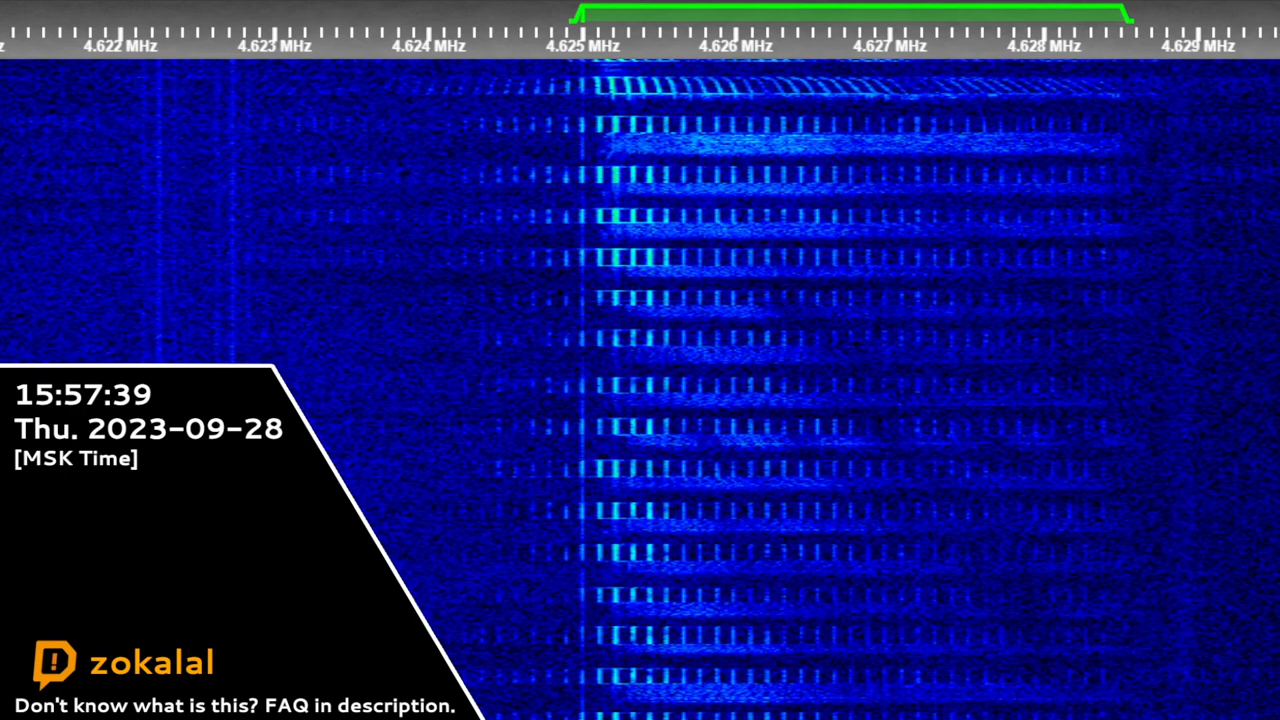 4.622 MHz 4.623 MHz 4.624 MHz 4.625 MHz 4.626 MHz 4.627 MHz 4.628 MHz 4.629 MHz
15:57:39
Thu. 2023-09-28
[MSK Time]
zokalal
Don't know what is this? FAQ in description.